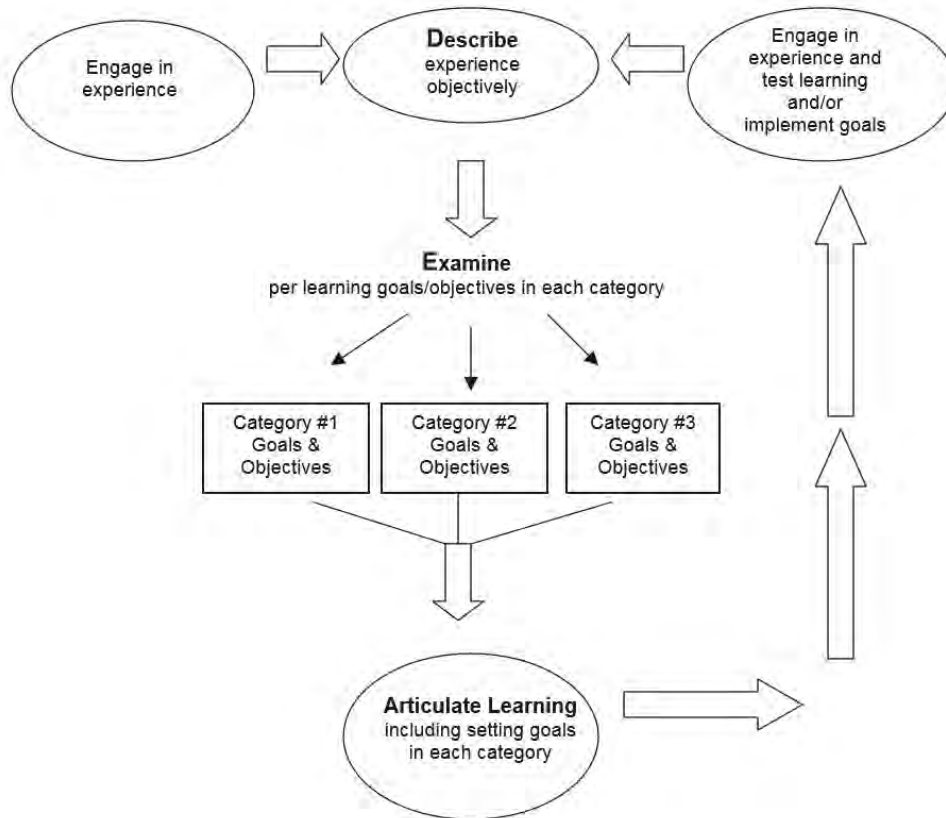 Engage in
experience
Describe
experience
objectively
Engage in
experience and
test learning
and/or
implement goals
Examine
per learning goals/objectives in each category
Category #1
Goals &
Objectives
Category #2
Goals &
Objectives
Category #3
Goals &
Objectives
Articulate Learning
including setting goals
in each category